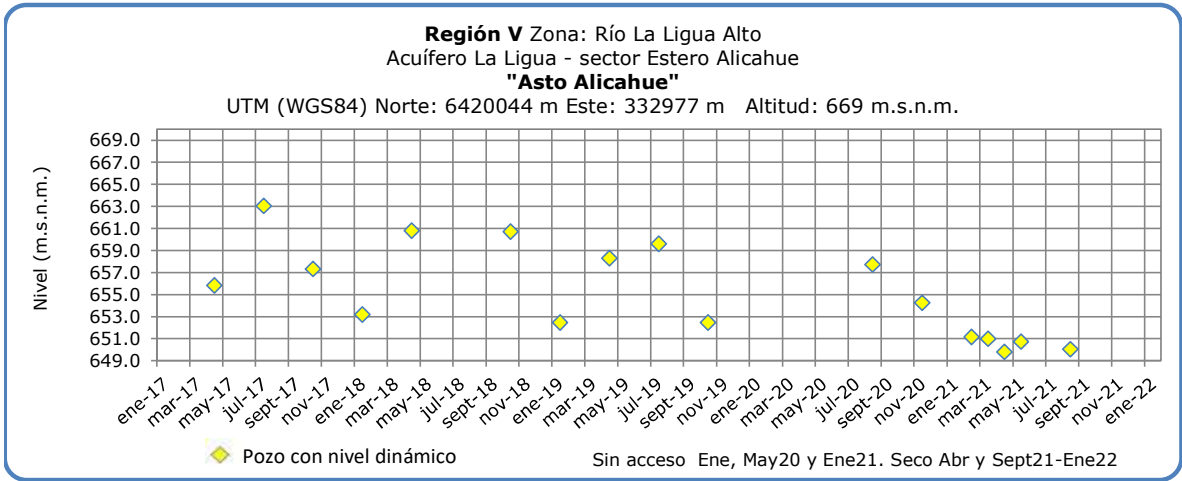 Región V Zona: Río La Ligua Alto
Acuífero La Ligua - sector Estero Alicahue
"Asto Alicahue"
UTM (WGS84) Norte: 6420044 m Este: 332977 m Altitud: 669 m.s.n.m.
Nivel (m.s.n.m.)
669.0
667.0
665.0
663.0
661.0
659.0
657.0
655.0
653.0
651.0
649.0
ene-17
mar-17
may-17
jul-17
sept-17
nov-17
ene-18
mar-18
may-18
jul-18
sept-18
nov-18
ene-19
mar-19
may-19
jul-19
sept-19
nov-19
ene-20
mar-20
may-20
jul-20
sept-20
nov-20
ene-21
mar-21
may-21
jul-21
sept-21
nov-21
ene-22
Pozo con nivel dinámico
Sin acceso Ene, May20 y Ene21. Seco Abr y Sept21-Ene22